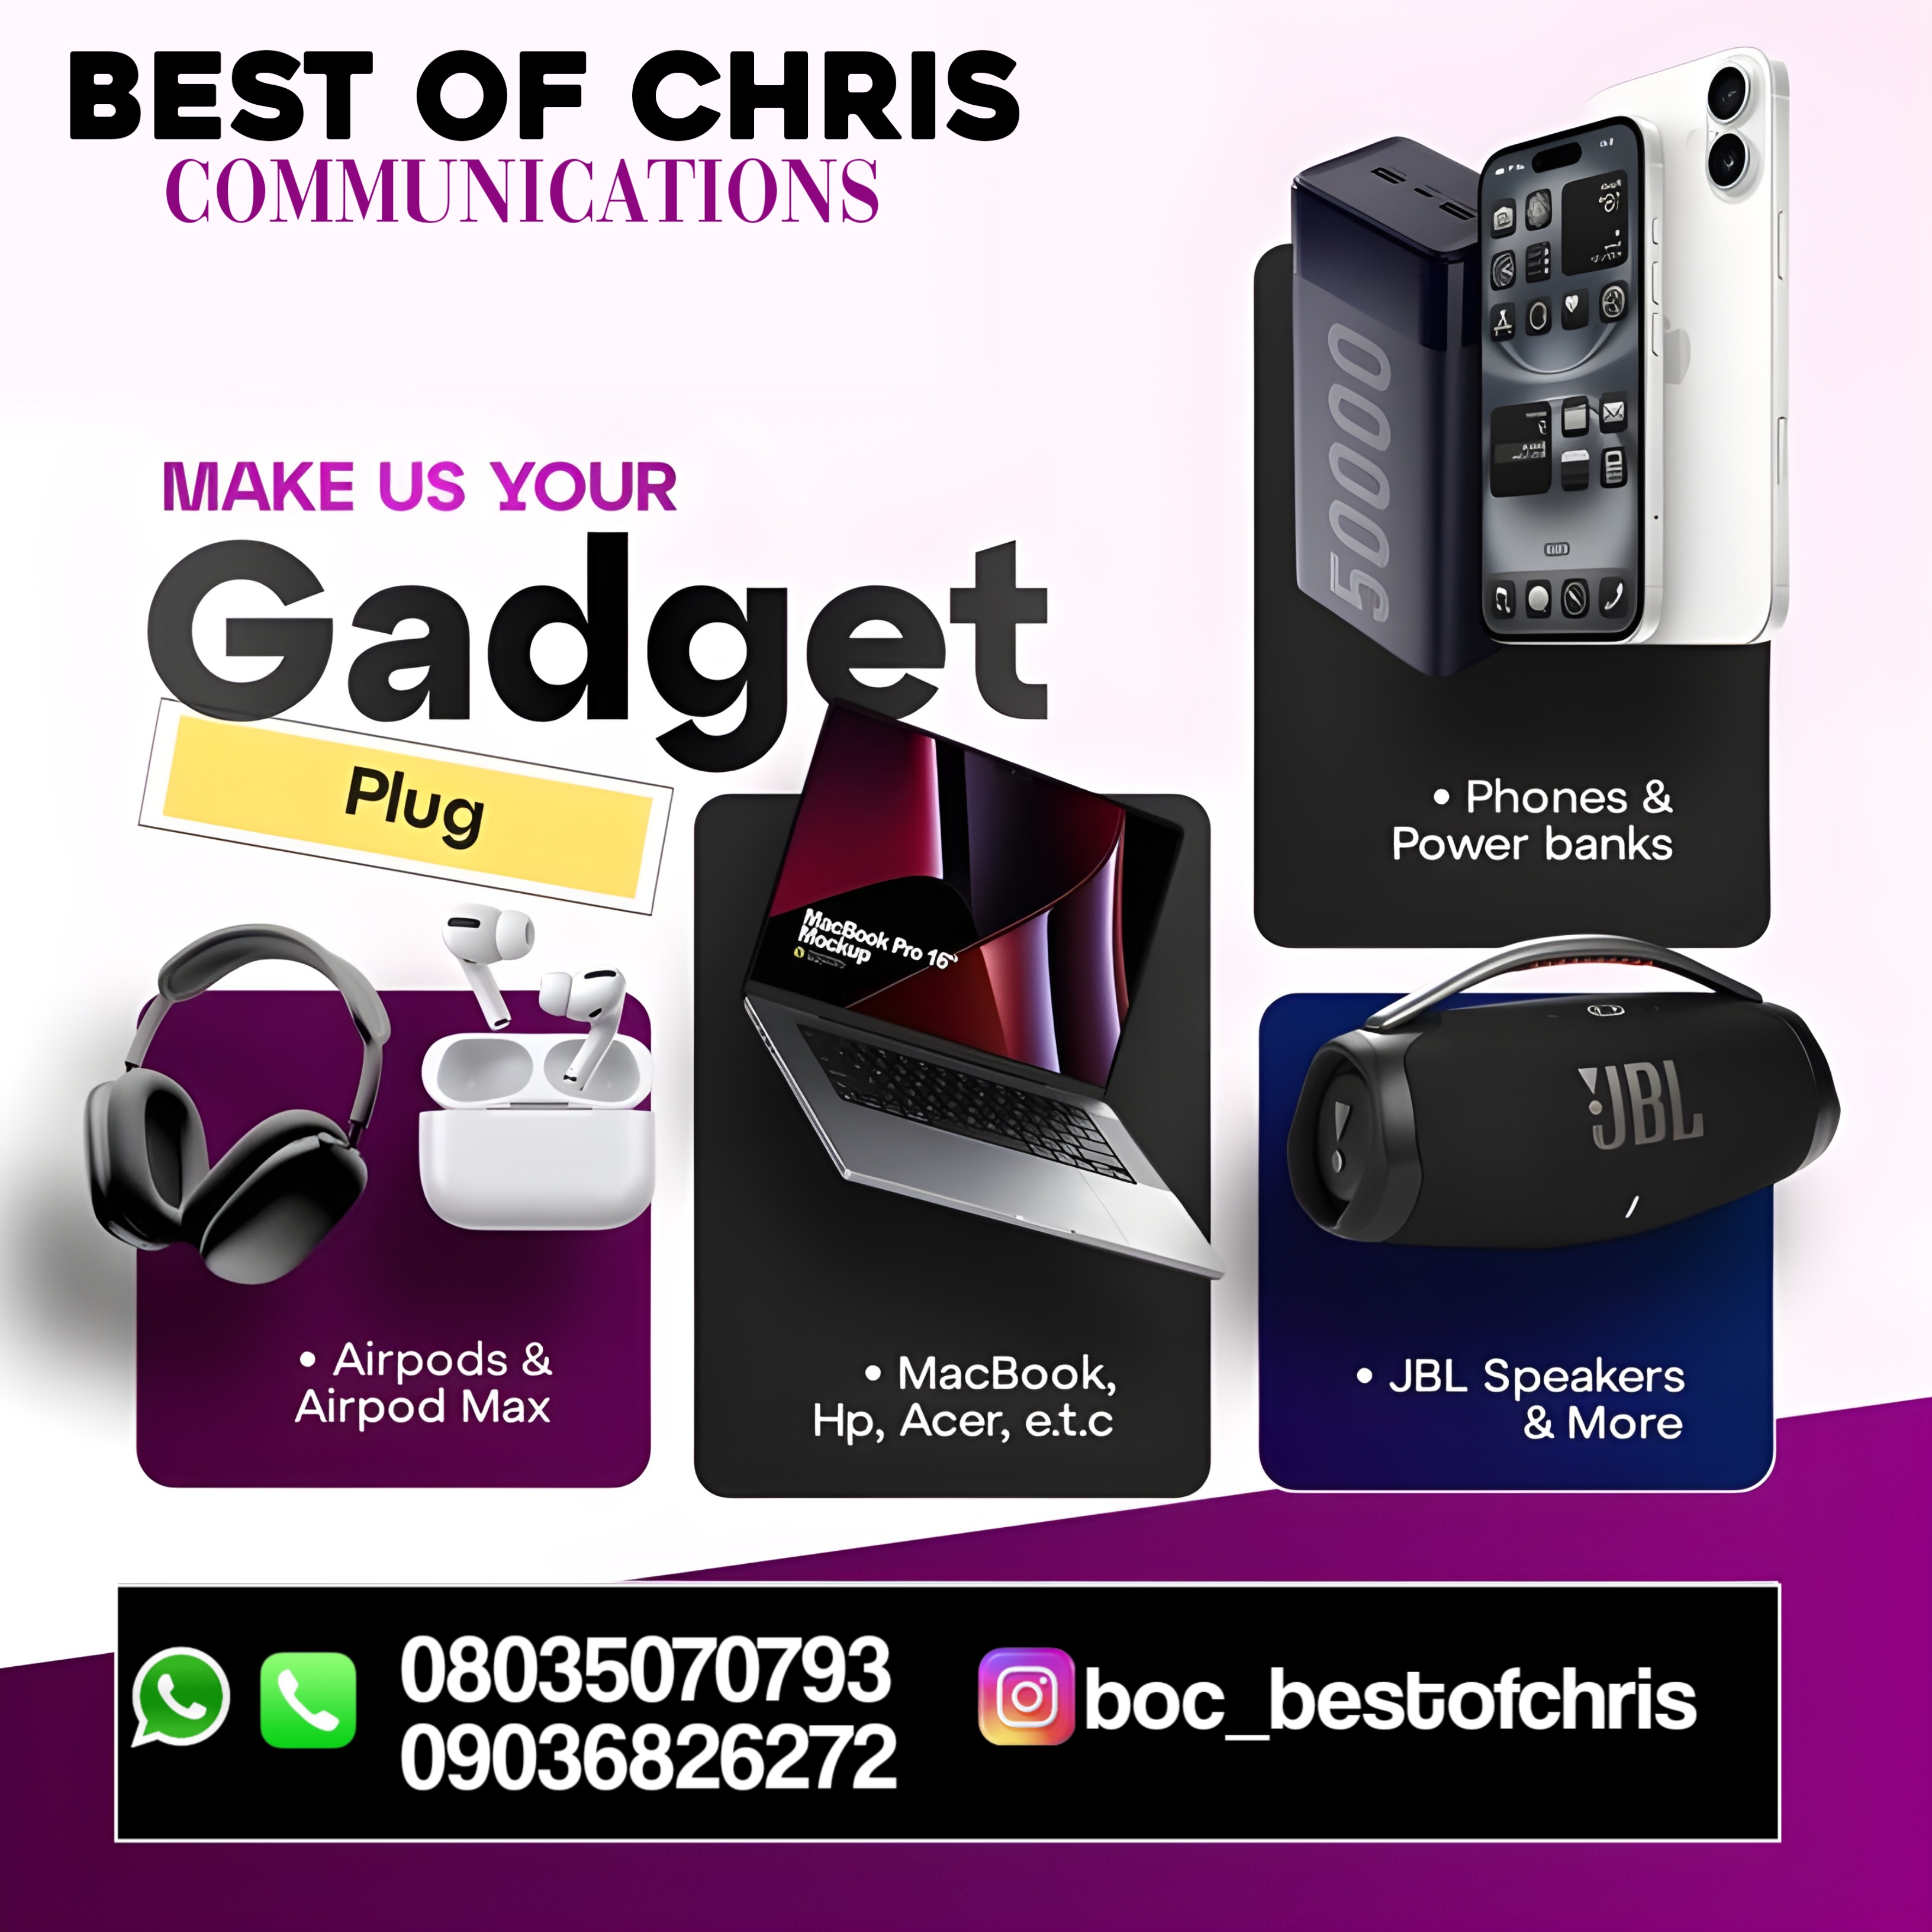 BEST OF CHRIS
COMMUNICATIONS
MAKE US YOUR
Gadget
Plug
50000
• Phones &
Power banks
MacBook Pro 16"
Mockup
JBL
• Airpods &
Airpod Max
• MacBook,
Hp, Acer, e.t.c
• JBL Speakers
& More
08035070793
09036826272
boc_bestofchris